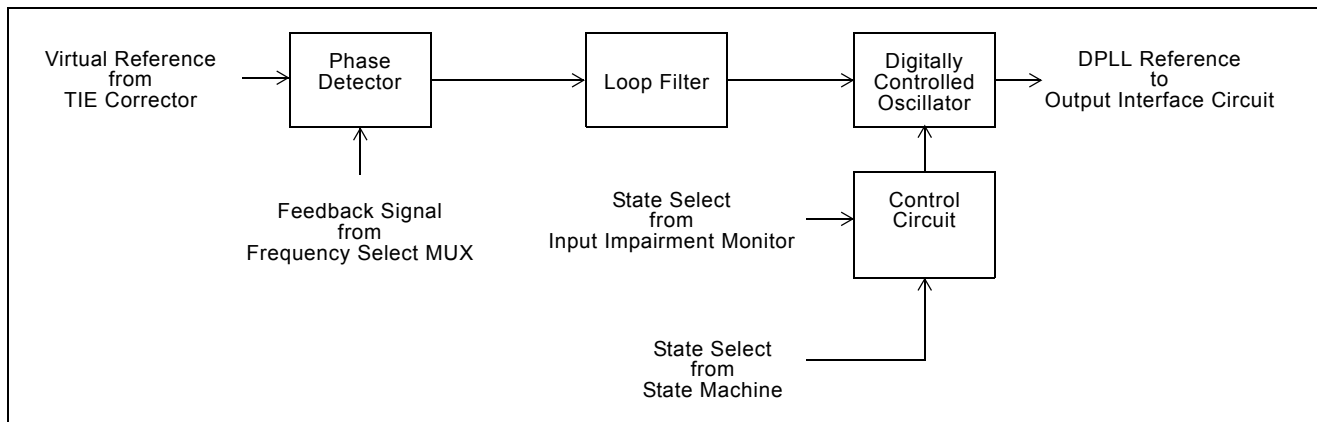 Virtual Reference
from
TIE Corrector
Phase
Detector
Loop Filter
Digitally
Controlled
Oscillator
DPLL Reference
to
Output Interface Circuit
Feedback Signal
from
Frequency Select MUX
State Select
from
Input Impairment Monitor
Control
Circuit
State Select
from
State Machine